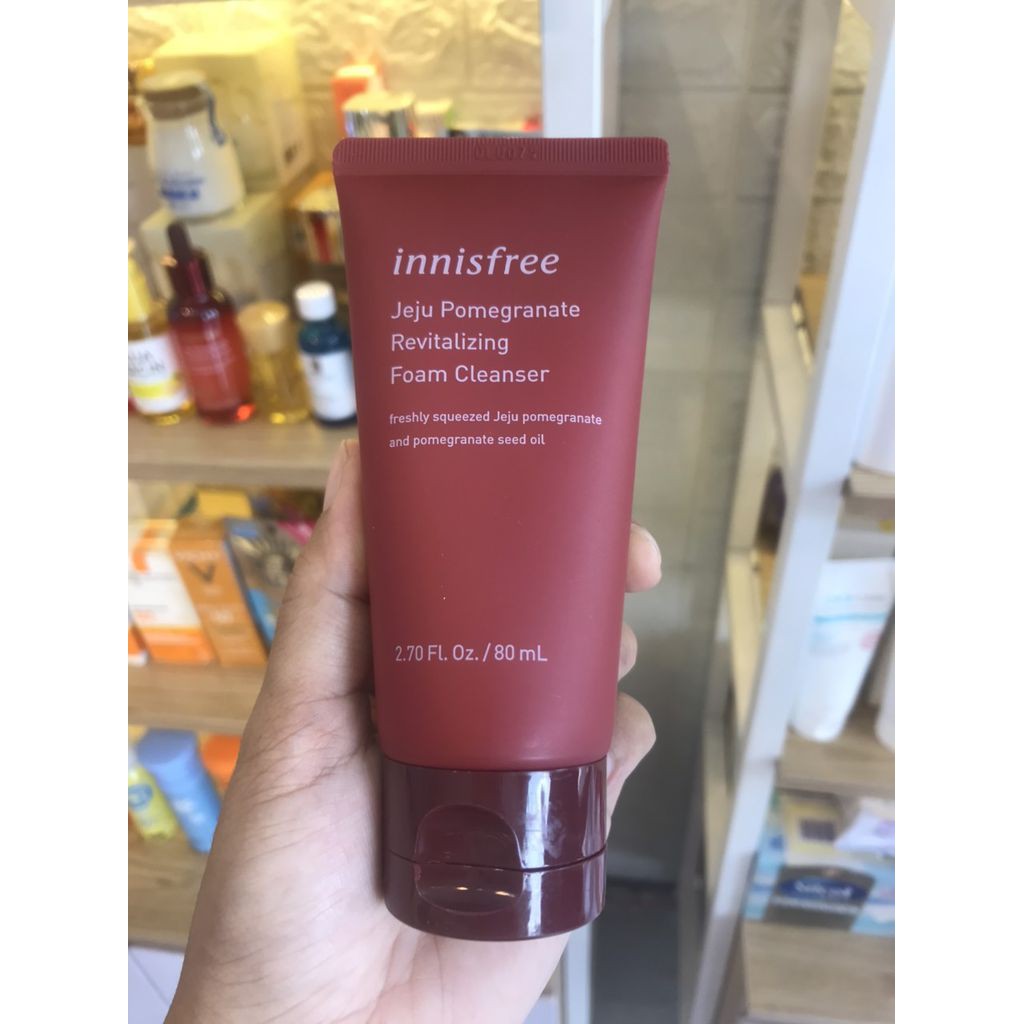 innisfree
Jeju Pomegranate
Revitalizing
Foam Cleanser
freshly squeezed Jeju pomegranate
and pomegranate seed oil
2.70 Fl. Oz. / 80 mL